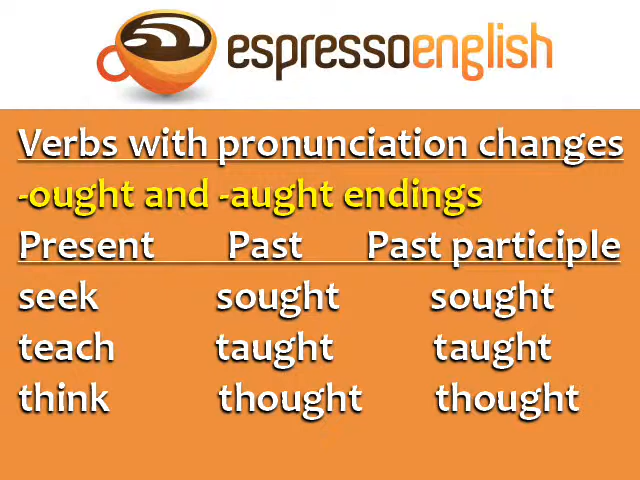 espressoenglish
Verbs with pronunciation changes
-ought and -aught endings
Present Past Past participle
seek sought sought
teach taught taught
think thought thought